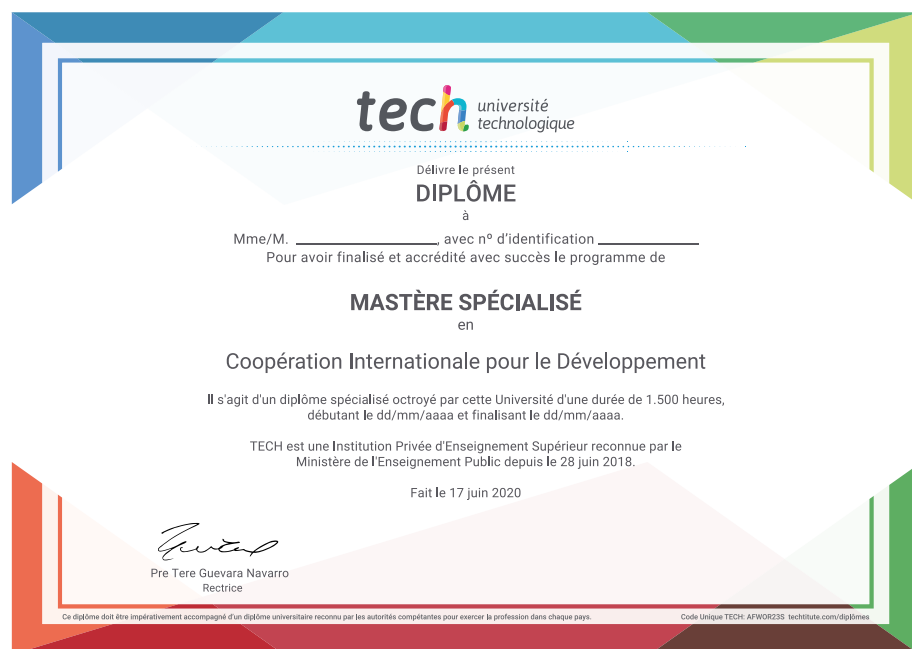 tech université
technologique
Délivre le présent
DIPLÔME
à
Mme/M. ____________________, avec nº d'identification ______________
Pour avoir finalisé et accrédité avec succès le programme de
MASTÈRE SPÉCIALISÉ
en
Coopération Internationale pour le Développement
Il s'agit d'un diplôme spécialisé octroyé par cette Université d'une durée de 1.500 heures,
débutant le dd/mm/aaaa et finalisant le dd/mm/aaaa.
TECH est une Institution Privée d'Enseignement Supérieur reconnue par le
Ministère de l'Enseignement Public depuis le 28 juin 2018.
Fait le 17 juin 2020
Pre Tere Guevara Navarro
Rectrice
Ce diplôme doit être impérativement accompagné d'un diplôme universitaire reconnu par les autorités compétentes pour exercer la profession dans chaque pays.
Code Unique TECH: AFWOR23S techtitute.com/diplômes